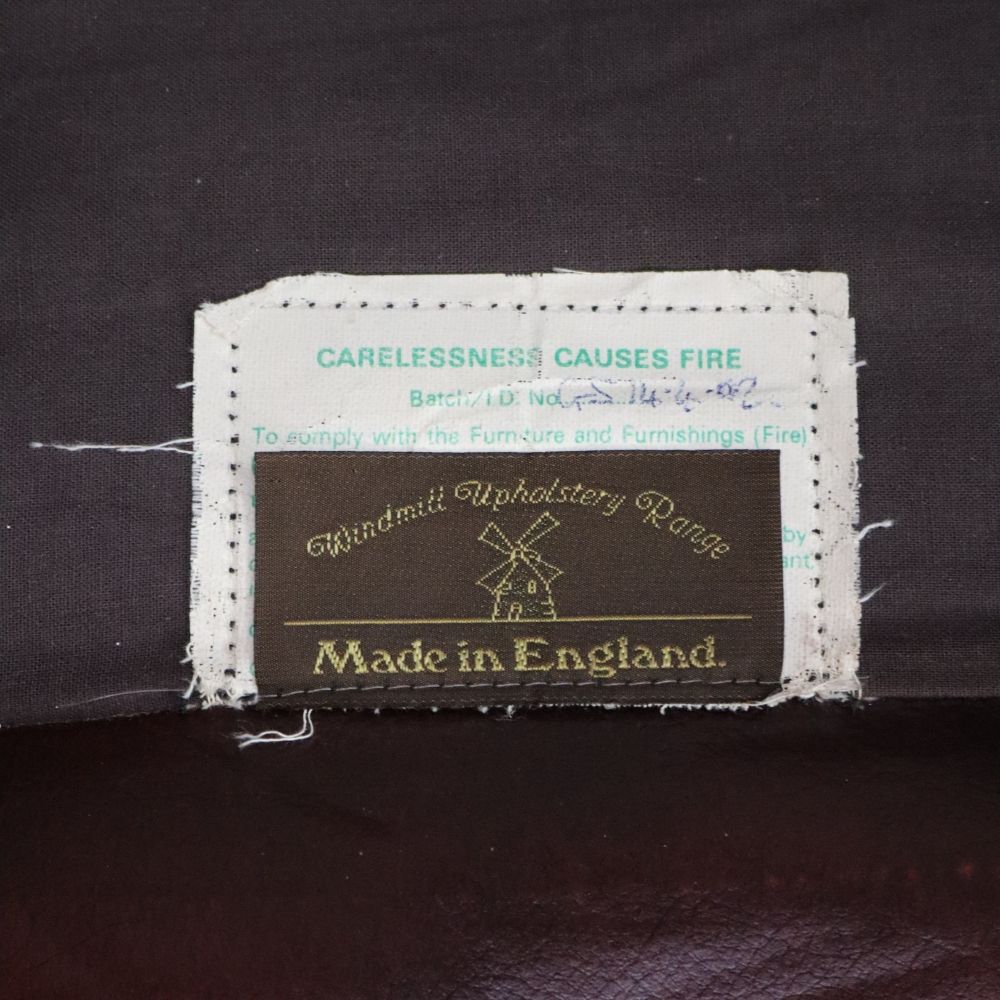 CARELESSNESS CAUSES FIRE
Batch/I.D. No
To comply with the Furniture and Furnishings (Fire)
by
Windmill Upholstery Range
Made in England.